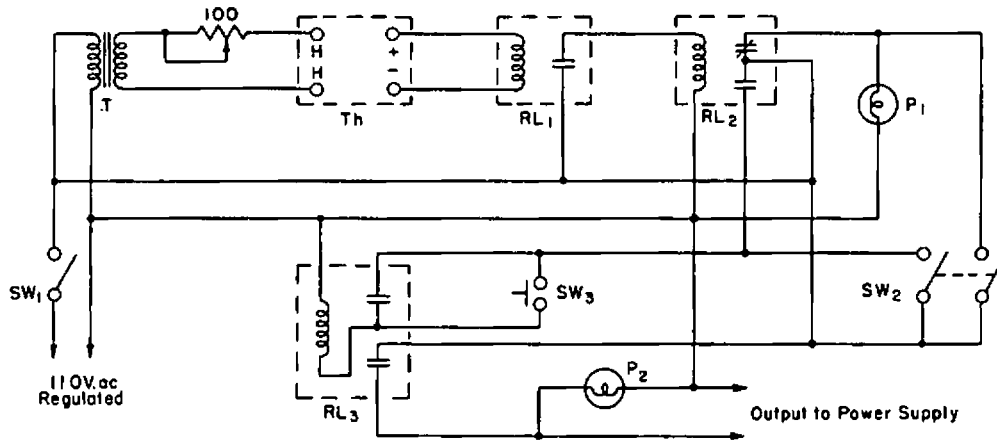 100
H
H
+
-
T
Th
RL1
RL2
P1
SW1
SW3
SW2
110V.ac
Regulated
RL3
P2
Output to Power Supply